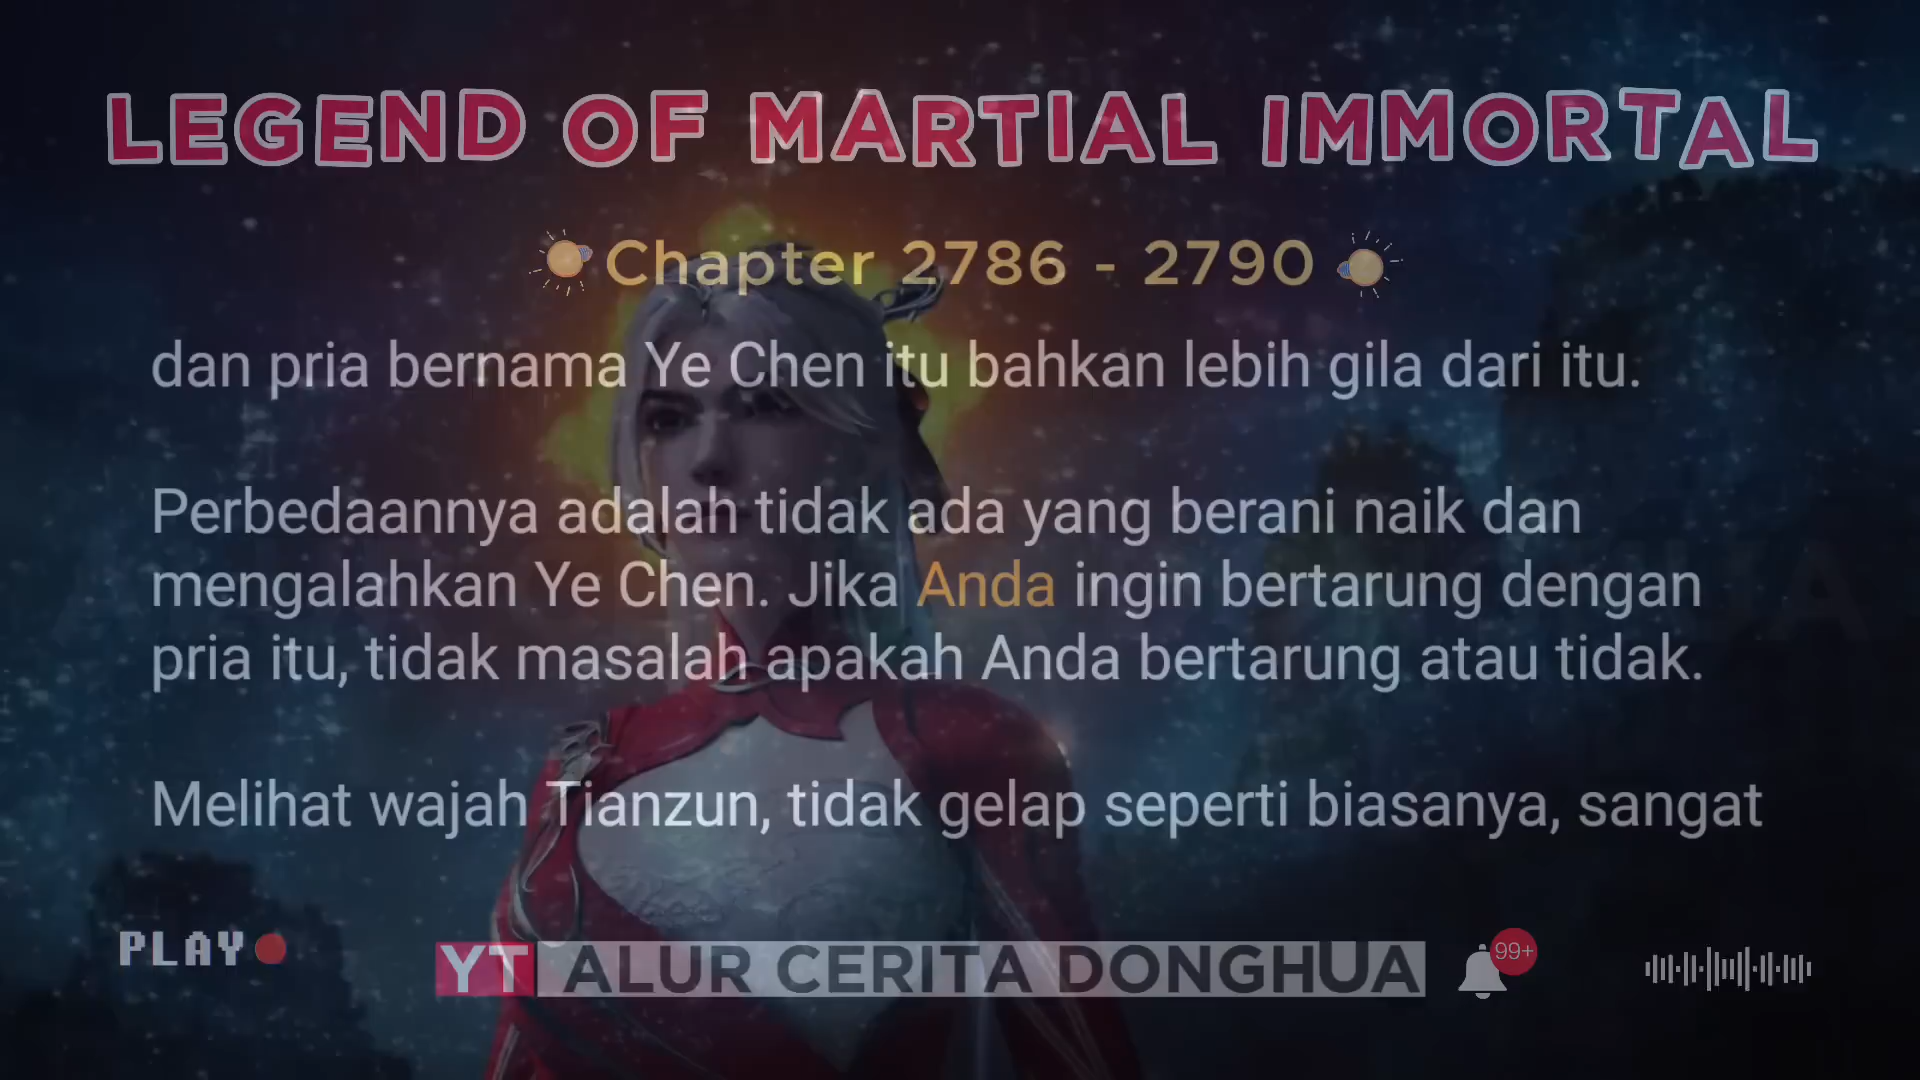 LEGEND OF MARTIAL IMMORTAL
Chapter 2786 - 2790
dan pria bernama Ye Chen itu bahkan lebih gila dari itu.
Perbedaannya adalah tidak ada yang berani naik dan
mengalahkan Ye Chen. Jika Anda ingin bertarung dengan
pria itu, tidak masalah apakah Anda bertarung atau tidak.
Melihat wajah Tianzun, tidak gelap seperti biasanya, sangat
PLAY
YT ALUR CERITA DONGHUA
99+